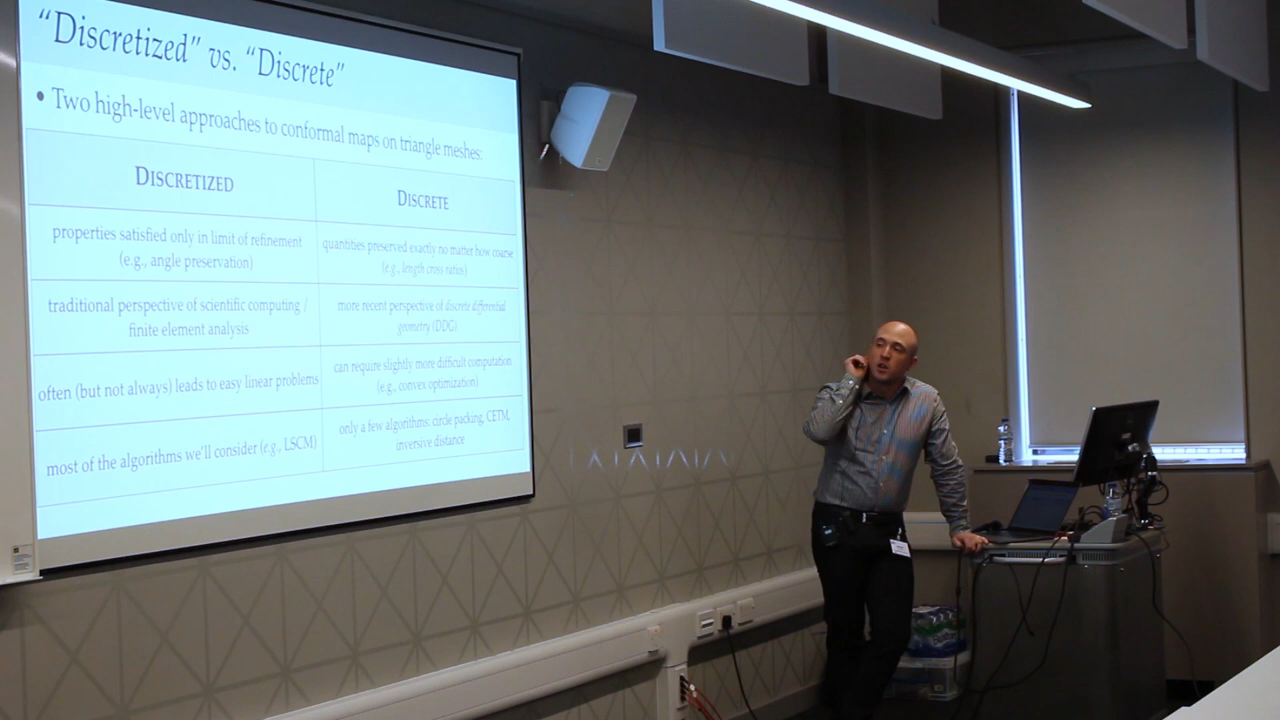 “Discretized” vs. “Discrete”
• Two high-level approaches to conformal maps on triangle meshes:
DISCRETIZED
DISCRETE
properties satisfied only in limit of refinement
(e.g., angle preservation)
quantities preserved exactly no matter how coarse
(e.g., length cross ratios)
traditional perspective of scientific computing /
finite element analysis
more recent perspective of discrete differential
geometry (DDG)
often (but not always) leads to easy linear problems
can require slightly more difficult computation
(e.g., convex optimization)
most of the algorithms we’ll consider (e.g., LSCM)
only a few algorithms: circle packing, CETM,
inversive distance